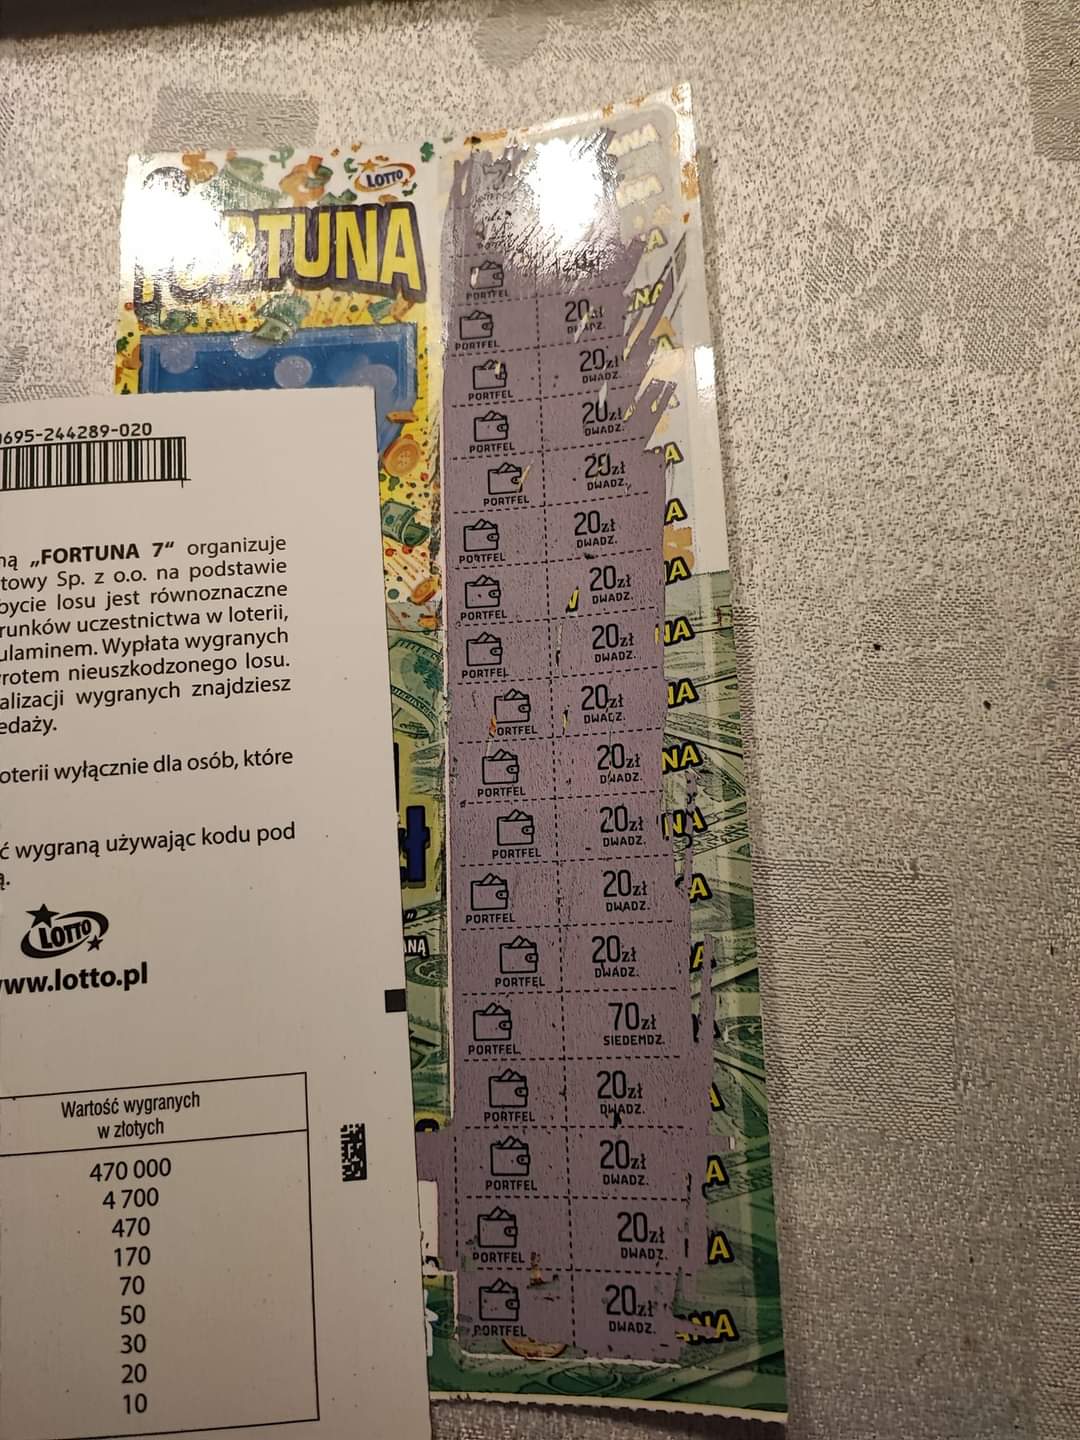 LOTTO
FORTUNA
0695-244289-020
„FORTUNA 7“ organizuje
towy Sp. z o.o. na podstawie
bycie losu jest równoznaczne
runków uczestnictwa w loterii,
ulaminem. Wypłata wygranych
rotem nieuszkodzonego losu.
alizacji wygranych znajdziesz
edaży.
oterii wyłącznie dla osób, które
ć wygraną używając kodu pod
ą.
LOTTO
www.lotto.pl
Wartość wygranych
w złotych
470 000
4 700
470
170
70
50
30
20
10
PORTFEL
PORTFEL 20zł
DWADZ.
PORTFEL 20zł
DWADZ.
PORTFEL 20zł
DWADZ.
PORTFEL 20zł
DWADZ.
PORTFEL 20zł
DWADZ.
PORTFEL 20zł
DWADZ.
PORTFEL 20zł
DWADZ.
PORTFEL 20zł
DWADZ.
PORTFEL 20zł
DWADZ.
PORTFEL 20zł
DWADZ.
PORTFEL 20zł
DWADZ.
PORTFEL 20zł
DWADZ.
PORTFEL 70zł
SIEDEMDZ.
PORTFEL 20zł
DWADZ.
PORTFEL 20zł
DWADZ.
PORTFEL 20zł
DWADZ.
PORTFEL 20zł
DWADZ.